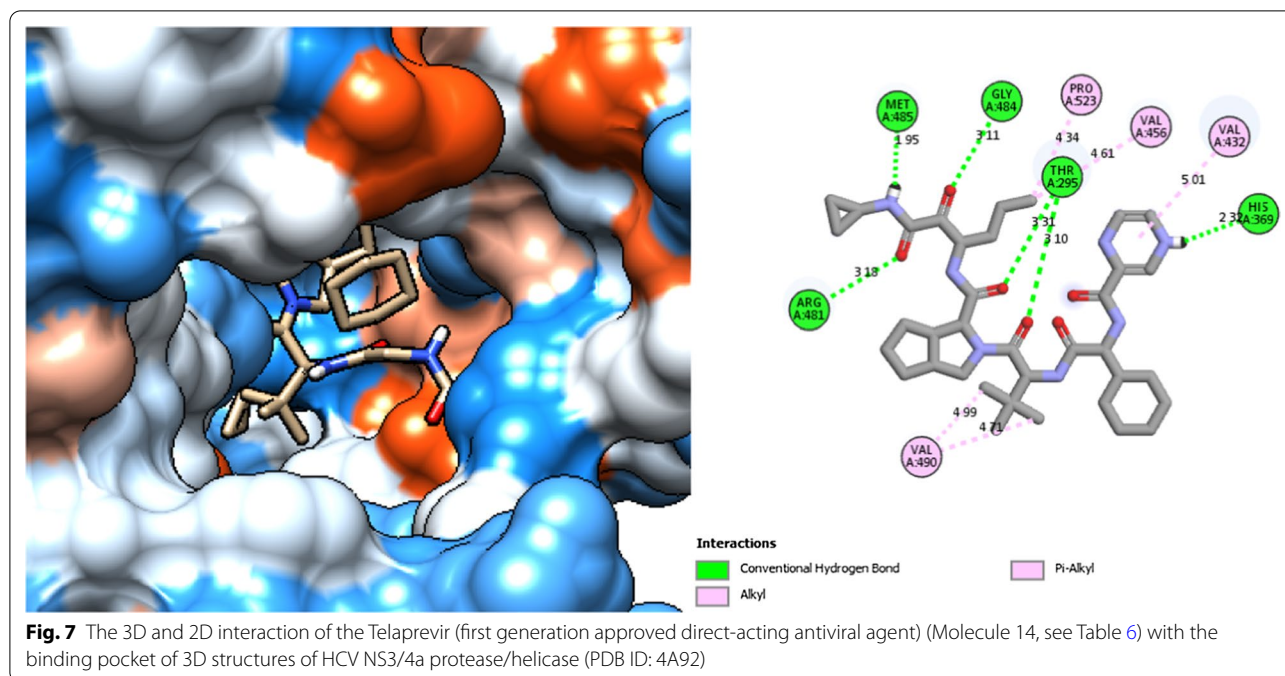 MET
A:485
GLY
A:484
PRO
A:523
VAL
A:456
VAL
A:432
THR
A:295
HIS
A:369
ARG
A:481
VAL
A:490
1 95
3 11
4 34
4 61
5 01
2 32
3 31
3 10
3 18
4 99
4 71
Interactions
Conventional Hydrogen Bond
Alkyl
Pi-Alkyl
Fig. 7 The 3D and 2D interaction of the Telaprevir (first generation approved direct-acting antiviral agent) (Molecule 14, see Table 6) with the
binding pocket of 3D structures of HCV NS3/4a protease/helicase (PDB ID: 4A92)